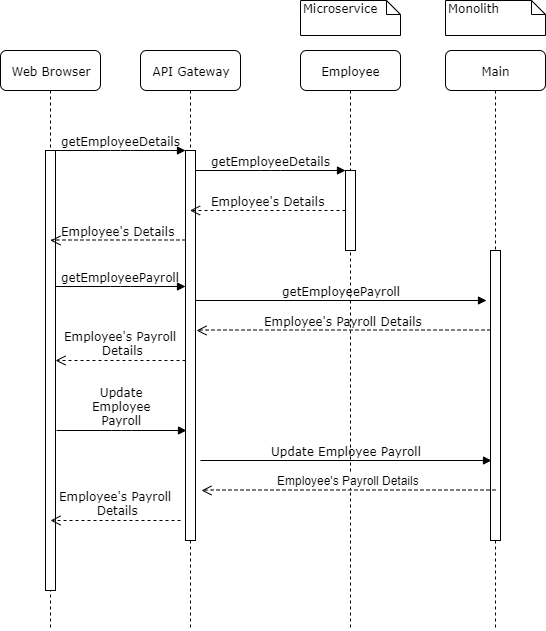 Microservice
Monolith
Web Browser
API Gateway
Employee
Main
getEmployeeDetails
getEmployeeDetails
Employee's Details
Employee's Details
getEmployeePayroll
getEmployeePayroll
Employee's Payroll Details
Employee's Payroll
Details
Update
Employee
Payroll
Update Employee Payroll
Employee's Payroll Details
Employee's Payroll
Details